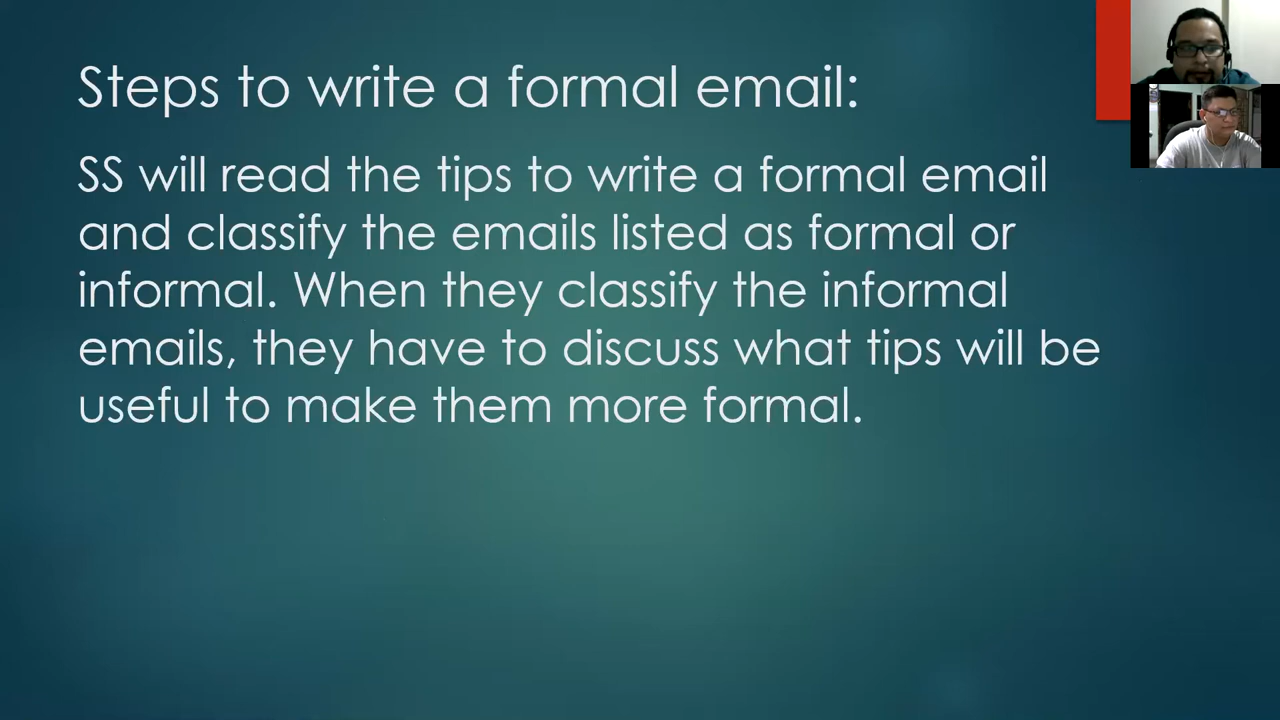 Steps to write a formal email:
SS will read the tips to write a formal email
and classify the emails listed as formal or
informal. When they classify the informal
emails, they have to discuss what tips will be
useful to make them more formal.